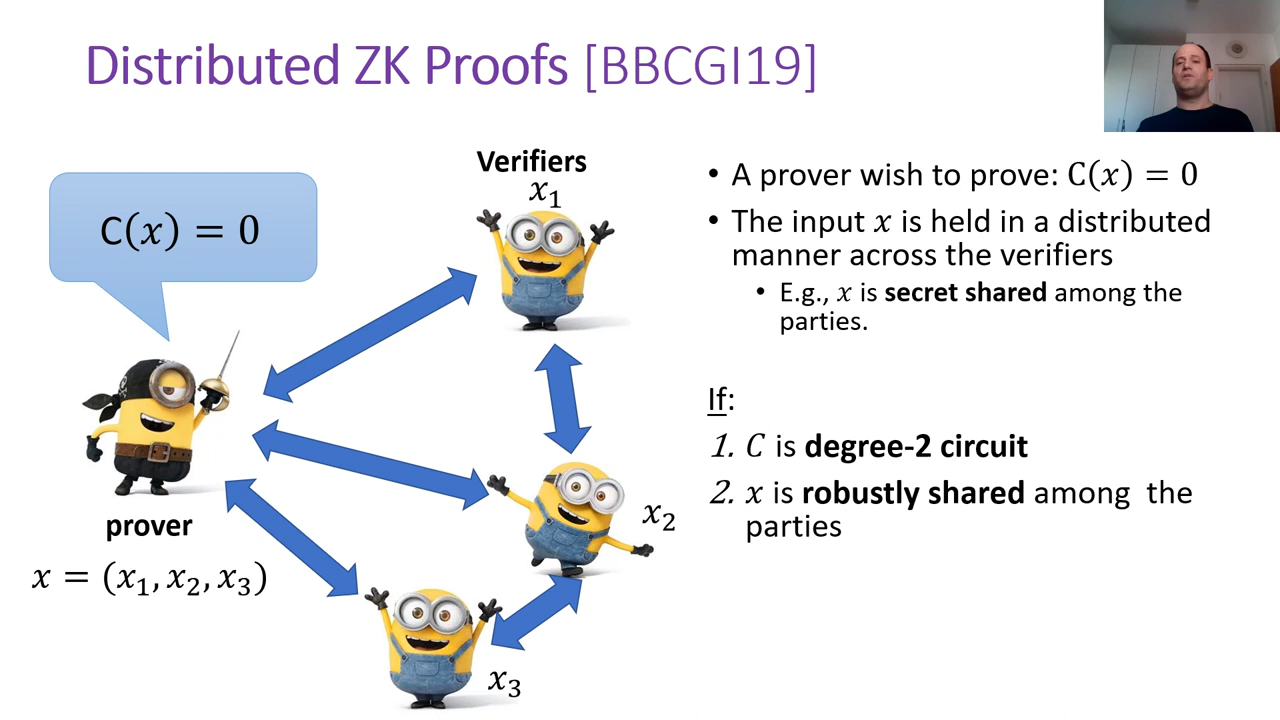 Distributed ZK Proofs [BBCGI19]
C(x) = 0
Verifiers
x₁
x₂
x₃
prover
x = (x₁, x₂, x₃)
• A prover wish to prove: C(x) = 0
• The input x is held in a distributed
manner across the verifiers
• E.g., x is secret shared among the
parties.
If:
1. C is degree-2 circuit
2. x is robustly shared among the
parties